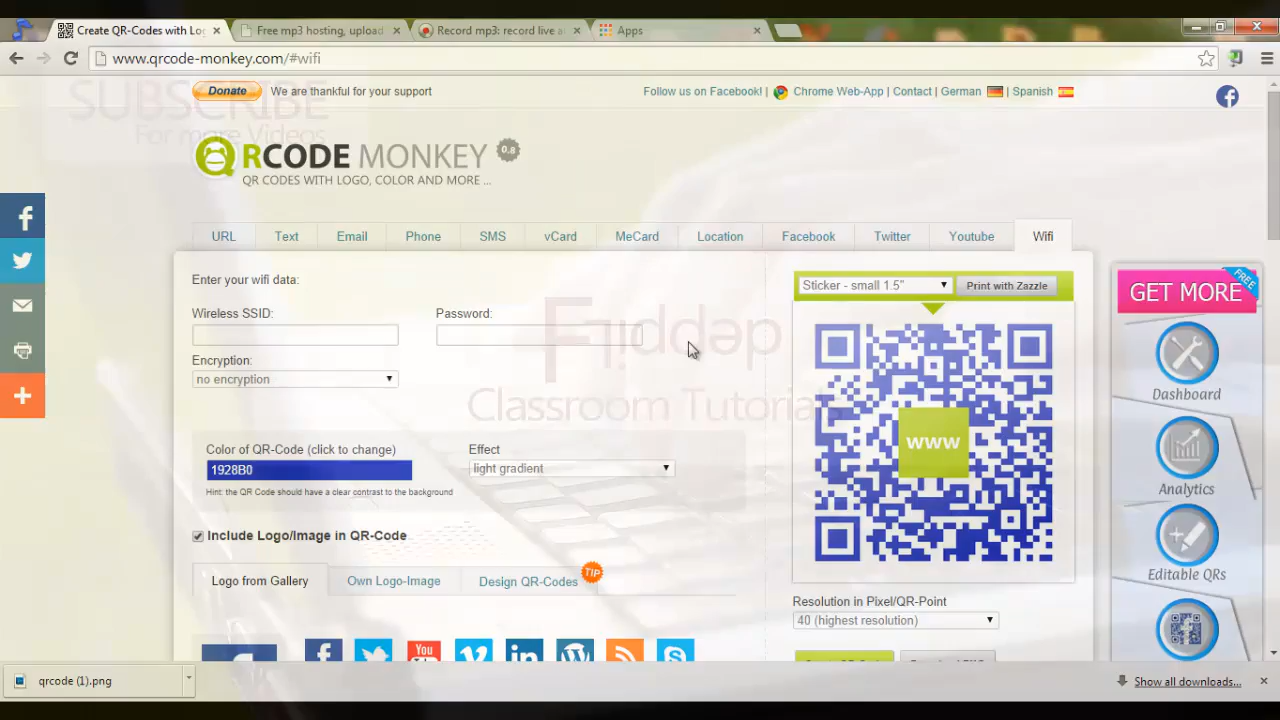 Create QR-Codes with Log
Free mp3 hosting, upload
Record mp3: record live a
Apps
www.qrcode-monkey.com/#wifi
SUBSCRIBE
For more Videos
Donate We are thankful for your support
Follow us on Facebook! | Chrome Web-App | Contact | German | Spanish
QRCODE MONKEY 0.8
QR CODES WITH LOGO, COLOR AND MORE ...
URL Text Email Phone SMS vCard MeCard Location Facebook Twitter Youtube Wifi
Enter your wifi data:
Wireless SSID: Password:
Encryption:
no encryption
Flipped
Classroom Tutorials
Color of QR-Code (click to change) Effect
1928B0 light gradient
Hint: the QR Code should have a clear contrast to the background
Include Logo/Image in QR-Code
Logo from Gallery Own Logo-Image Design QR-Codes TIP
You
Sticker - small 1.5" Print with Zazzle
www
Resolution in Pixel/QR-Point
40 (highest resolution)
FREE
GET MORE
Dashboard
Analytics
Editable QRs
qrcode (1).png
Show all downloads...